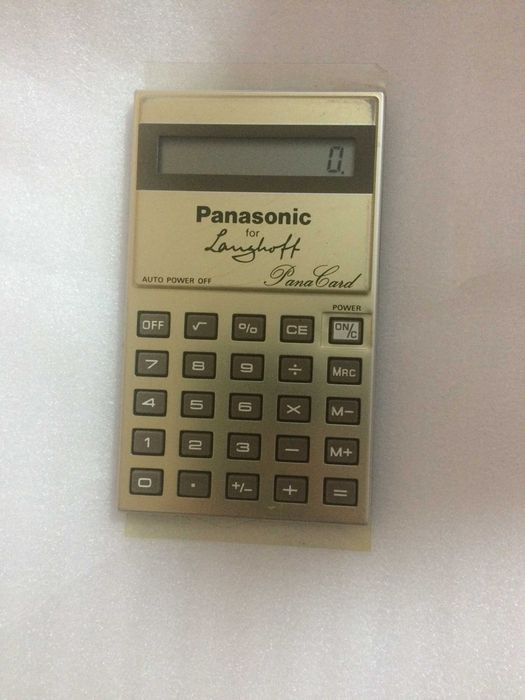 0.
Panasonic
for
Langhoff
AUTO POWER OFF PanaCard
POWER
OFF √ % CE ON/C
7 8 9 ÷ MRC
4 5 6 × M−
1 2 3 − M+
0 . +/− + =